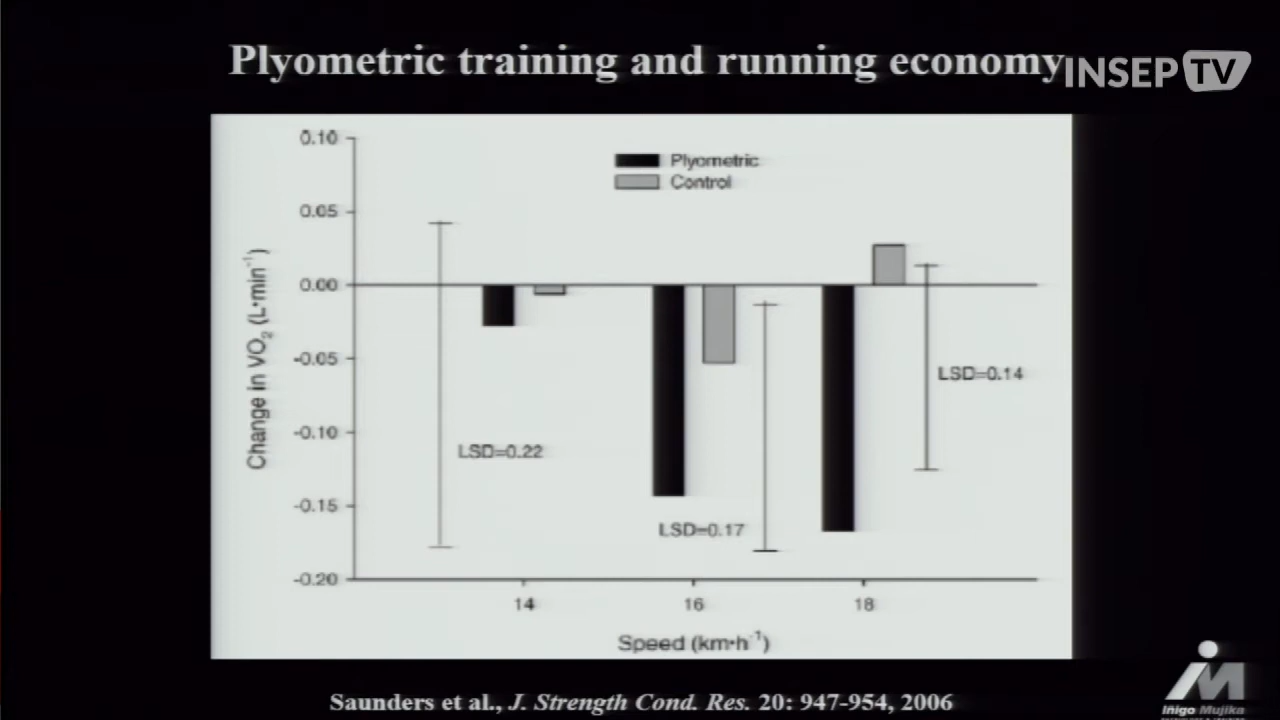 Plyometric training and running economy
INSEP TV
0.10
Plyometric
Control
0.05
0.00
-0.05
-0.10
-0.15
-0.20
Change in VO₂ (L•min⁻¹)
LSD=0.22
LSD=0.17
LSD=0.14
14
16
18
Speed (km•h⁻¹)
Saunders et al., J. Strength Cond. Res. 20: 947-954, 2006
Iñigo Mujika